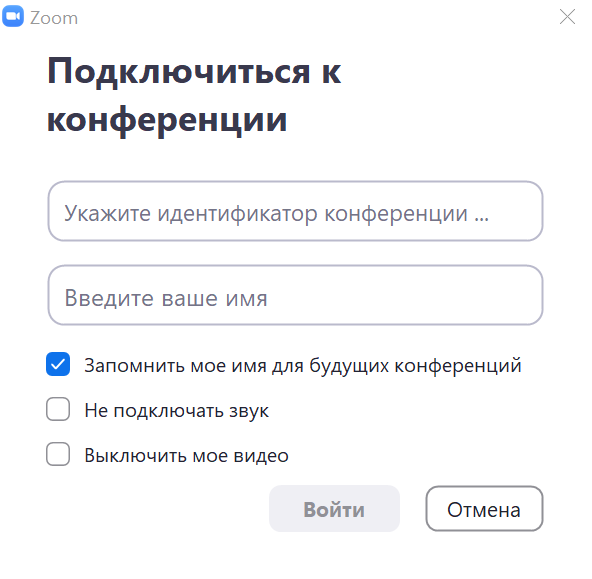 Zoom
Подключиться к
конференции
Укажите идентификатор конференции ...
Введите ваше имя
Запомнить мое имя для будущих конференций
Не подключать звук
Выключить мое видео
Войти
Отмена